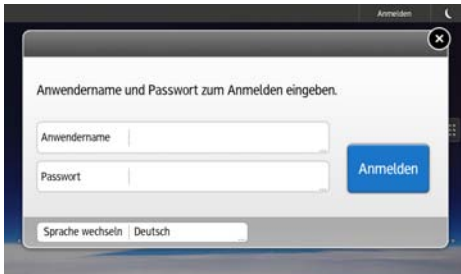 Anmelden
Anwendername und Passwort zum Anmelden eingeben.
Anwendername
Passwort
Anmelden
Sprache wechseln Deutsch